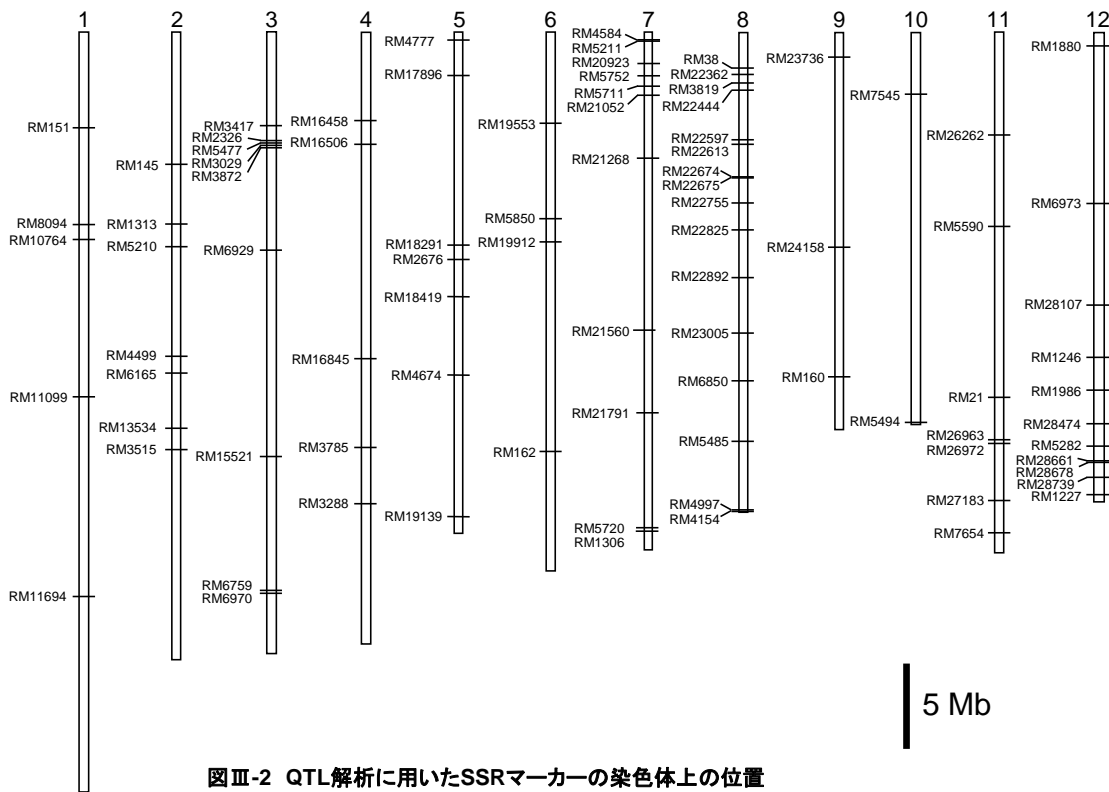 1
2
3
4
5
6
7
8
9
10
11
12
RM151
RM8094
RM10764
RM11099
RM11694
RM145
RM1313
RM5210
RM4499
RM6165
RM13534
RM3515
RM3417
RM2326
RM5477
RM3029
RM3872
RM6929
RM15521
RM6759
RM6970
RM16458
RM16506
RM16845
RM3785
RM3288
RM4777
RM17896
RM18291
RM2676
RM18419
RM4674
RM19139
RM19553
RM5850
RM19912
RM162
RM4584
RM5211
RM20923
RM5752
RM5711
RM21052
RM21268
RM21560
RM21791
RM5720
RM1306
RM38
RM22362
RM3819
RM22444
RM22597
RM22613
RM22674
RM22675
RM22755
RM22825
RM22892
RM23005
RM6850
RM5485
RM4997
RM4154
RM23736
RM24158
RM160
RM7545
RM5494
RM26262
RM5590
RM21
RM26963
RM26972
RM27183
RM7654
RM1880
RM6973
RM28107
RM1246
RM1986
RM28474
RM5282
RM28661
RM28678
RM28739
RM1227
5 Mb
図Ⅲ-2 QTL解析に用いたSSRマーカーの染色体上の位置